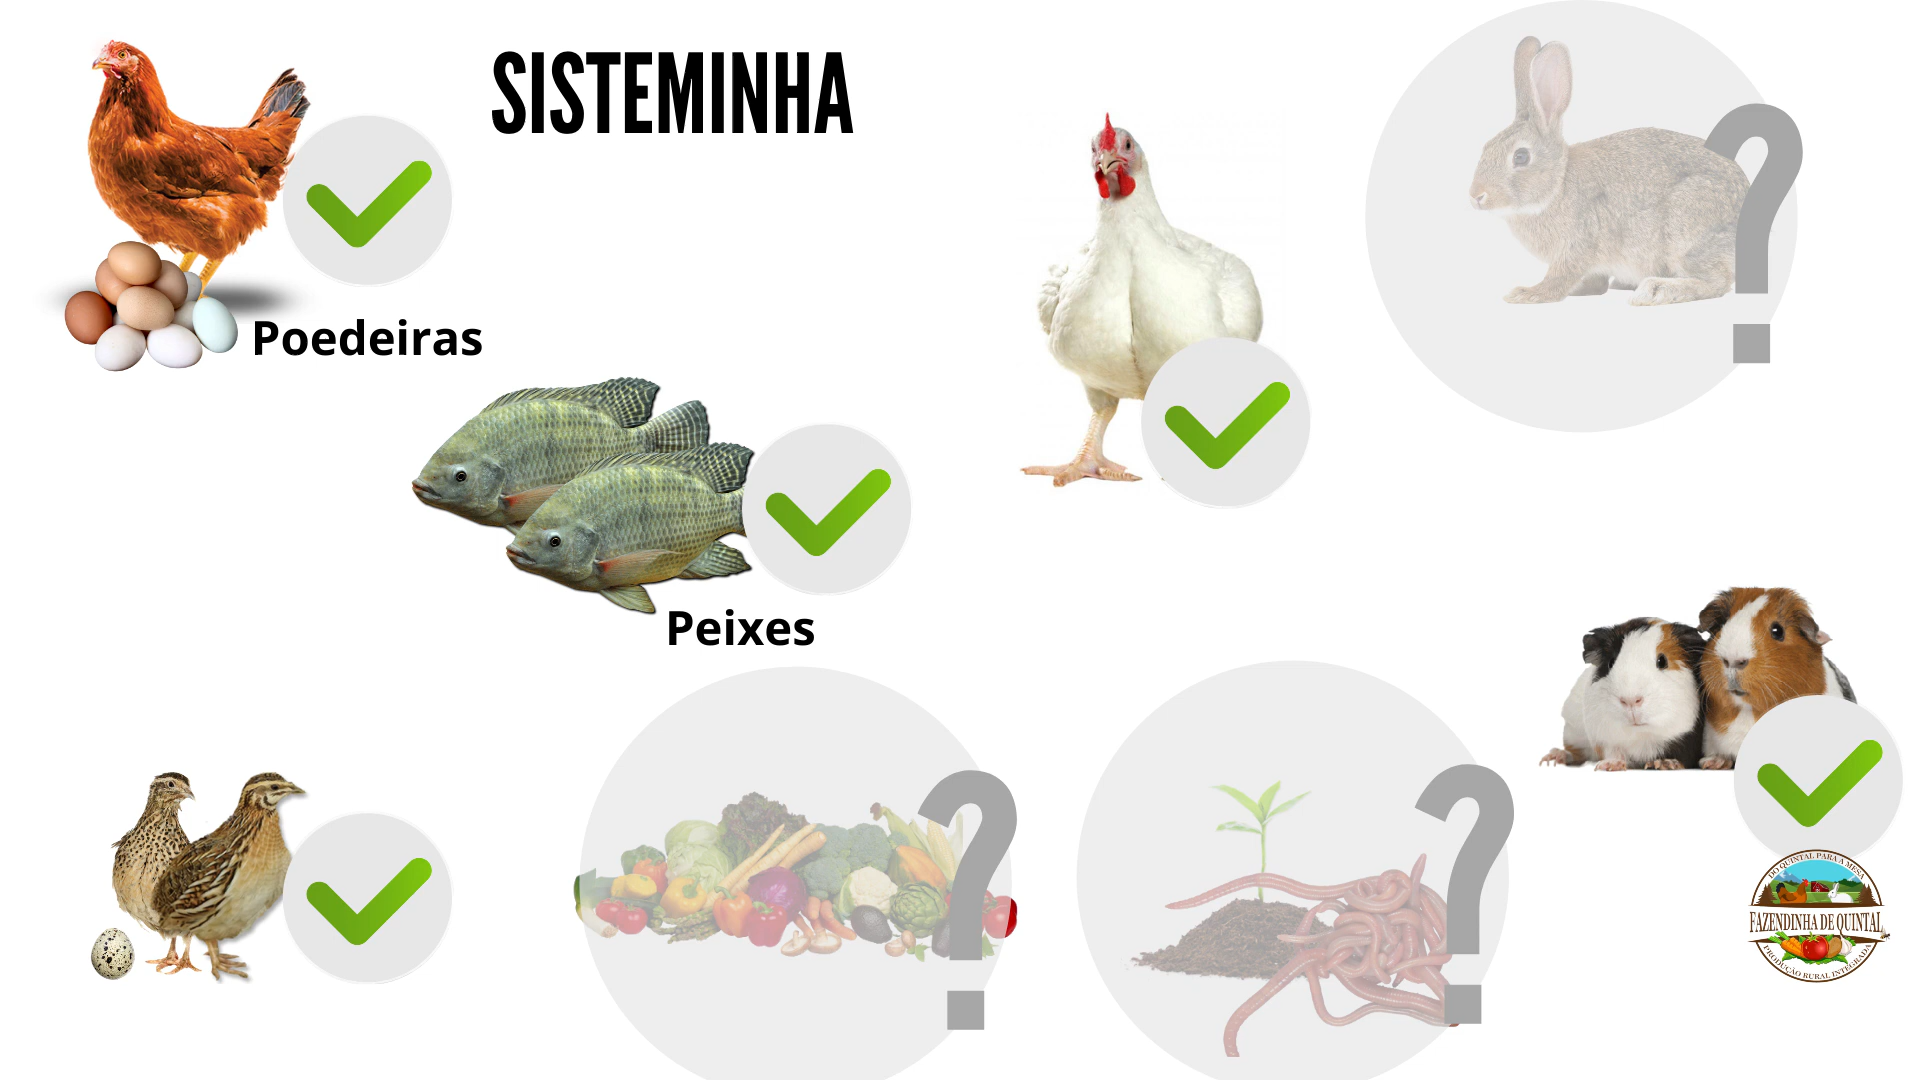 SISTEMINHA
Poedeiras
Peixes
?
?
?
DO QUINTAL PARA A MESA
FAZENDINHA DE QUINTAL
PRODUÇÃO RURAL INTEGRADA